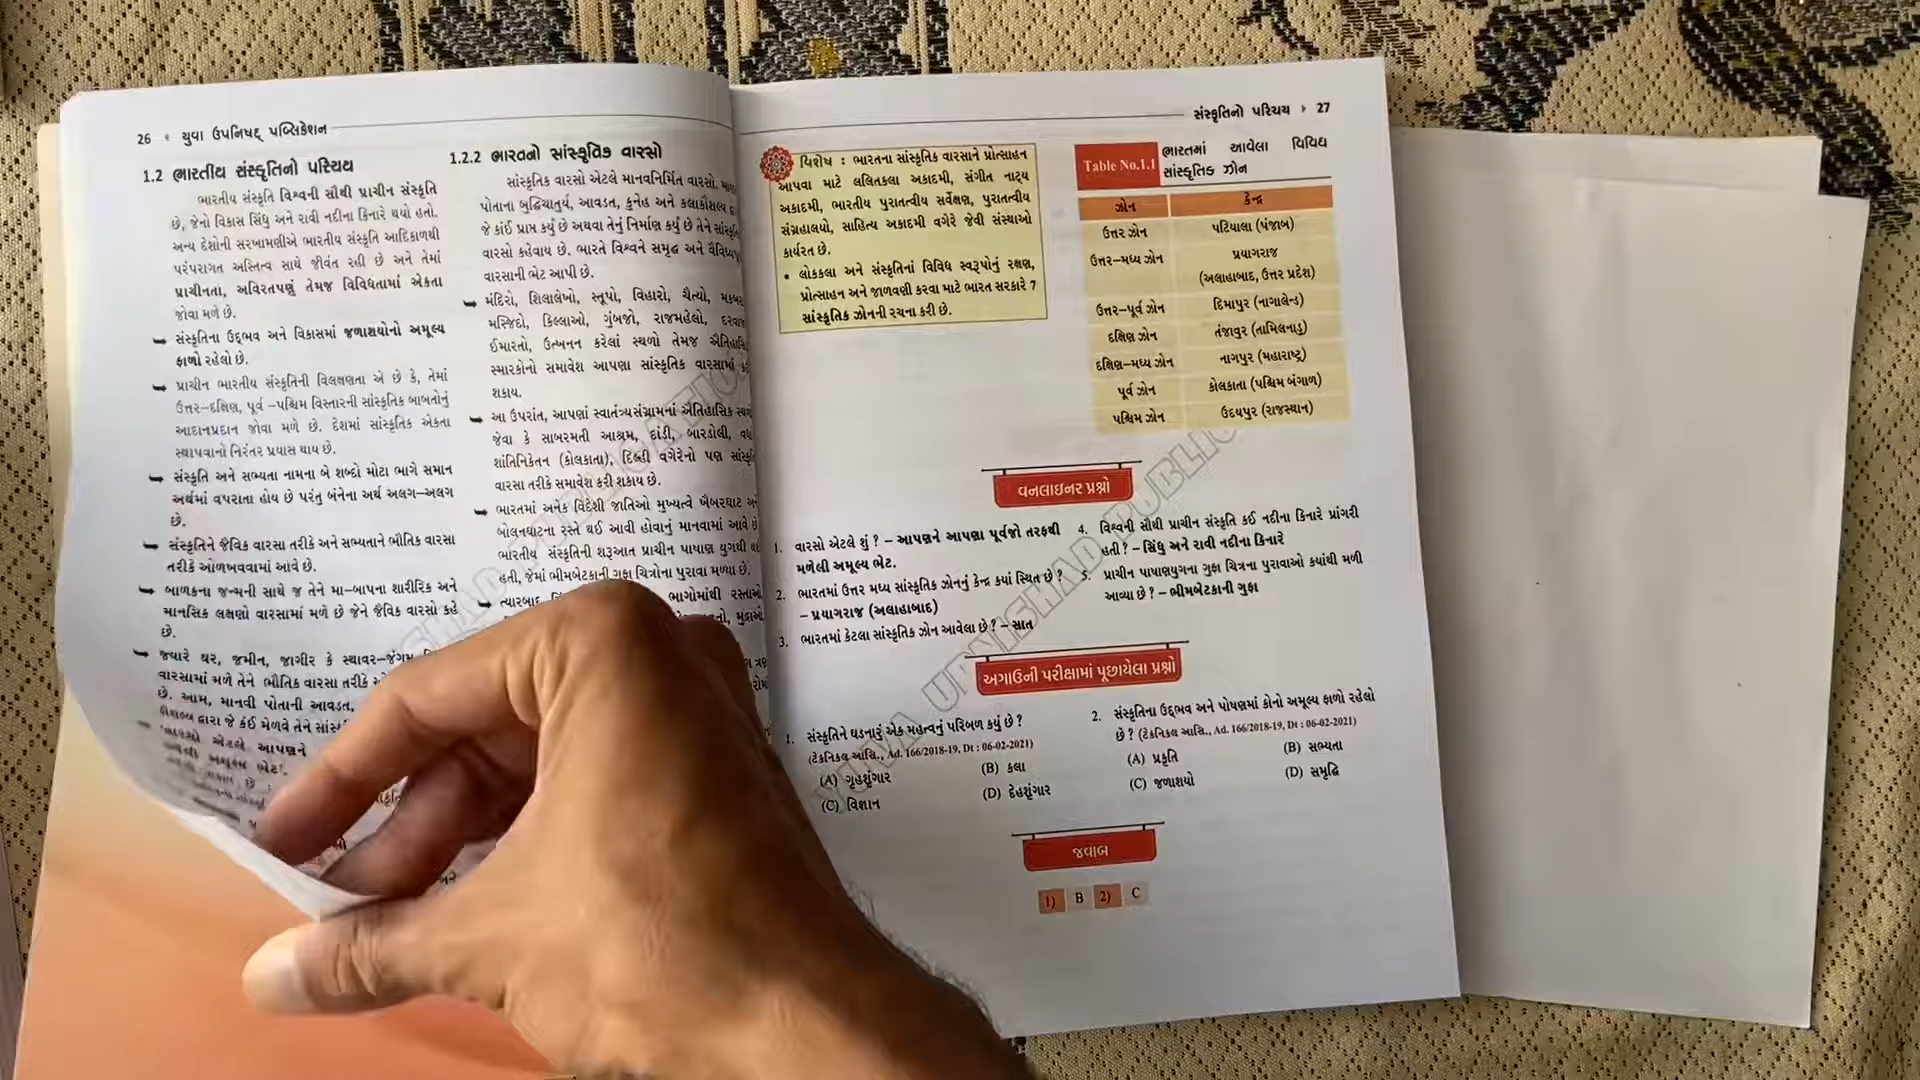 26 • યુવા ઉપનિષદ્ પબ્લિકેશન
1.2 ભારતીય સંસ્કૃતિનો પરિચય
ભારતીય સંસ્કૃતિ વિશ્વની સૌથી પ્રાચીન સંસ્કૃતિ
છે, જેનો વિકાસ સિંધુ અને રાવી નદીના કિનારે થયો હતો.
અન્ય દેશોની સરખામણીએ ભારતીય સંસ્કૃતિ આદિકાળથી
પરંપરાગત અસ્તિત્વ સાથે જીવંત રહી છે અને તેમાં
પ્રાચીનતા, અવિરતપણું તેમજ વિવિધતામાં એકતા
જોવા મળે છે.
સંસ્કૃતિના ઉદ્ભવ અને વિકાસમાં જળાશયોનો અમૂલ્ય
ફાળો રહેલો છે.
પ્રાચીન ભારતીય સંસ્કૃતિની વિલક્ષણતા એ છે કે, તેમાં
ઉત્તર–દક્ષિણ, પૂર્વ –પશ્ચિમ વિસ્તારની સાંસ્કૃતિક બાબતોનું
આદાનપ્રદાન જોવા મળે છે. દેશમાં સાંસ્કૃતિક એકતા
સ્થાપવાનો નિરંતર પ્રયાસ થાય છે.
સંસ્કૃતિ અને સભ્યતા નામના બે શબ્દો મોટા ભાગે સમાન
અર્થમાં વપરાતા હોય છે પરંતુ બંનેના અર્થ અલગ–અલગ
છે.
સંસ્કૃતિને જૈવિક વારસા તરીકે અને સભ્યતાને ભૌતિક વારસા
તરીકે ઓળખવવામાં આવે છે.
બાળકના જન્મની સાથે જ તેને મા–બાપના શારીરિક અને
માનસિક લક્ષણો વારસામાં મળે છે જેને જૈવિક વારસો કહે
છે.
જ્યારે ઘર, જમીન, જાગીર કે સ્થાવર–જંગમ
વારસામાં મળે તેને ભૌતિક વારસા તરીકે
છે. આમ, માનવી પોતાની આવડત,
દ્વારા જે કંઈ મેળવે તેને
વારસો એટલે આપણને
અમૂલ્ય ભેટ.
1.2.2 ભારતનો સાંસ્કૃતિક વારસો
સાંસ્કૃતિક વારસો એટલે માનવનિર્મિત વારસો.
પોતાના બુદ્ધિચાતુર્ય, આવડત, કુનેહ અને કલાકૌશલ્ય
જે કાંઈ પ્રાપ્ત કર્યું છે અથવા તેનું નિર્માણ કર્યું છે તેને
વારસો કહેવાય છે. ભારતે વિશ્વને સમૃદ્ધ અને
વારસાની ભેટ આપી છે.
મંદિરો, શિલાલેખો, સ્તૂપો, વિહારો, ચૈત્યો,
મસ્જિદો, કિલ્લાઓ, ગુંબજો, રાજમહેલો,
ઈમારતો, ઉત્ખનન કરેલાં સ્થળો તેમજ
સ્મારકોનો સમાવેશ આપણા સાંસ્કૃતિક વારસામાં
શકાય.
આ ઉપરાંત, આપણાં સ્વાતંત્ર્યસંગ્રામનાં ઐતિહાસિક
જેવા કે સાબરમતી આશ્રમ, દાંડી, બારડોલી,
શાંતિનિકેતન (કોલકાતા), દિલ્હી વગેરેનો પણ
વારસા તરીકે સમાવેશ કરી શકાય છે.
ભારતમાં અનેક વિદેશી જાતિઓ મુખ્યત્વે ખૈબરઘાટ
બોલનઘાટના રસ્તે થઈ આવી હોવાનું માનવામાં આવે છે
ભારતીય સંસ્કૃતિની શરૂઆત પ્રાચીન પાષાણ યુગથી
હતી, જેમાં ભીમબેટકાની ગુફા ચિત્રોના પુરાવા મળ્યા છે.
ત્યારબાદ ભાગોમાંથી
મુદ્રાઓ
સંસ્કૃતિનો પરિચય 27
વિશેષ : ભારતના સાંસ્કૃતિક વારસાને પ્રોત્સાહન
આપવા માટે લલિતકલા અકાદમી, સંગીત નાટ્ય
અકાદમી, ભારતીય પુરાતત્વીય સર્વેક્ષણ, પુરાતત્વીય
સંગ્રહાલયો, સાહિત્ય અકાદમી વગેરે જેવી સંસ્થાઓ
કાર્યરત છે.
• લોકકલા અને સંસ્કૃતિનાં વિવિધ સ્વરૂપોનું રક્ષણ,
પ્રોત્સાહન અને જાળવણી કરવા માટે ભારત સરકારે 7
સાંસ્કૃતિક ઝોનની રચના કરી છે.
Table No.1.1 ભારતમાં આવેલા વિવિધ
સાંસ્કૃતિક ઝોન
ઝોન કેન્દ્ર
ઉત્તર ઝોન પટિયાલા (પંજાબ)
ઉત્તર–મધ્ય ઝોન પ્રયાગરાજ
(અલાહાબાદ, ઉત્તર પ્રદેશ)
ઉત્તર–પૂર્વ ઝોન દિમાપુર (નાગાલેન્ડ)
દક્ષિણ ઝોન તંજાવુર (તામિલનાડુ)
દક્ષિણ–મધ્ય ઝોન નાગપુર (મહારાષ્ટ્ર)
પૂર્વ ઝોન કોલકાતા (પશ્ચિમ બંગાળ)
પશ્ચિમ ઝોન ઉદયપુર (રાજસ્થાન)
વનલાઇનર પ્રશ્નો
1. વારસો એટલે શું ? – આપણને આપણા પૂર્વજો તરફથી
મળેલી અમૂલ્ય ભેટ.
2. ભારતમાં ઉત્તર મધ્ય સાંસ્કૃતિક ઝોનનું કેન્દ્ર ક્યાં સ્થિત છે ?
– પ્રયાગરાજ (અલાહાબાદ)
3. ભારતમાં કેટલા સાંસ્કૃતિક ઝોન આવેલા છે ? – સાત
4. વિશ્વની સૌથી પ્રાચીન સંસ્કૃતિ કઈ નદીના કિનારે પ્રાંગરી
હતી ? – સિંધુ અને રાવી નદીના કિનારે
5. પ્રાચીન પાષાણયુગના ગુફા ચિત્રના પુરાવાઓ ક્યાંથી મળી
આવ્યા છે ? – ભીમબેટકાની ગુફા
અગાઉની પરીક્ષામાં પૂછાયેલા પ્રશ્નો
1. સંસ્કૃતિને ઘડનારું એક મહત્વનું પરિબળ કયું છે ?
(ટેકનિકલ આસિ., Ad. 166/2018-19, Dt : 06-02-2021)
(A) ગૃહશૃંગાર (B) કલા
(C) વિજ્ઞાન (D) દેહશૃંગાર
2. સંસ્કૃતિના ઉદ્ભવ અને પોષણમાં કોનો અમૂલ્ય ફાળો રહેલો
છે ? (ટેકનિકલ આસિ., Ad. 166/2018-19, Dt : 06-02-2021)
(A) પ્રકૃતિ (B) સભ્યતા
(C) જળાશયો (D) સમૃદ્ધિ
જવાબ
1) B 2) C
YUVA UPNISHAD PUBLICATION